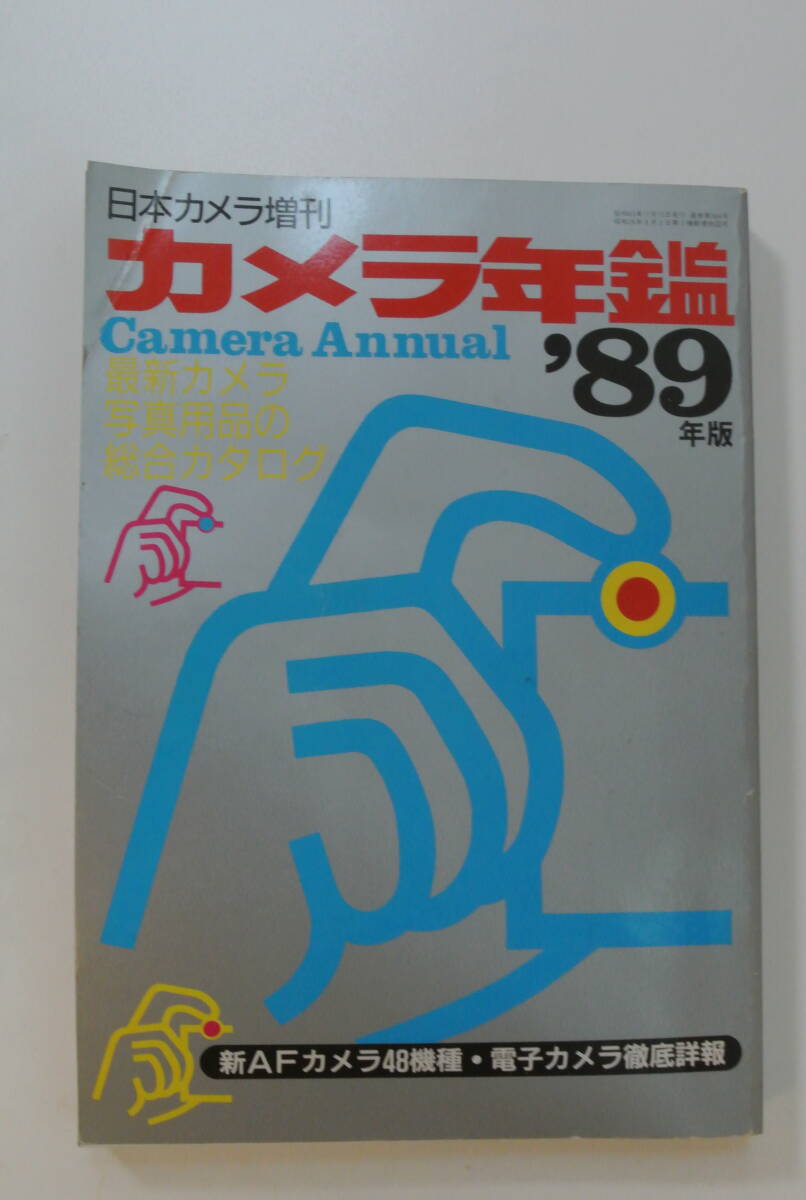 日本カメラ増刊
カメラ年鑑
Camera Annual
'89
年版
最新カメラ
写真用品の
総合カタログ
新AFカメラ48機種・電子カメラ徹底詳報